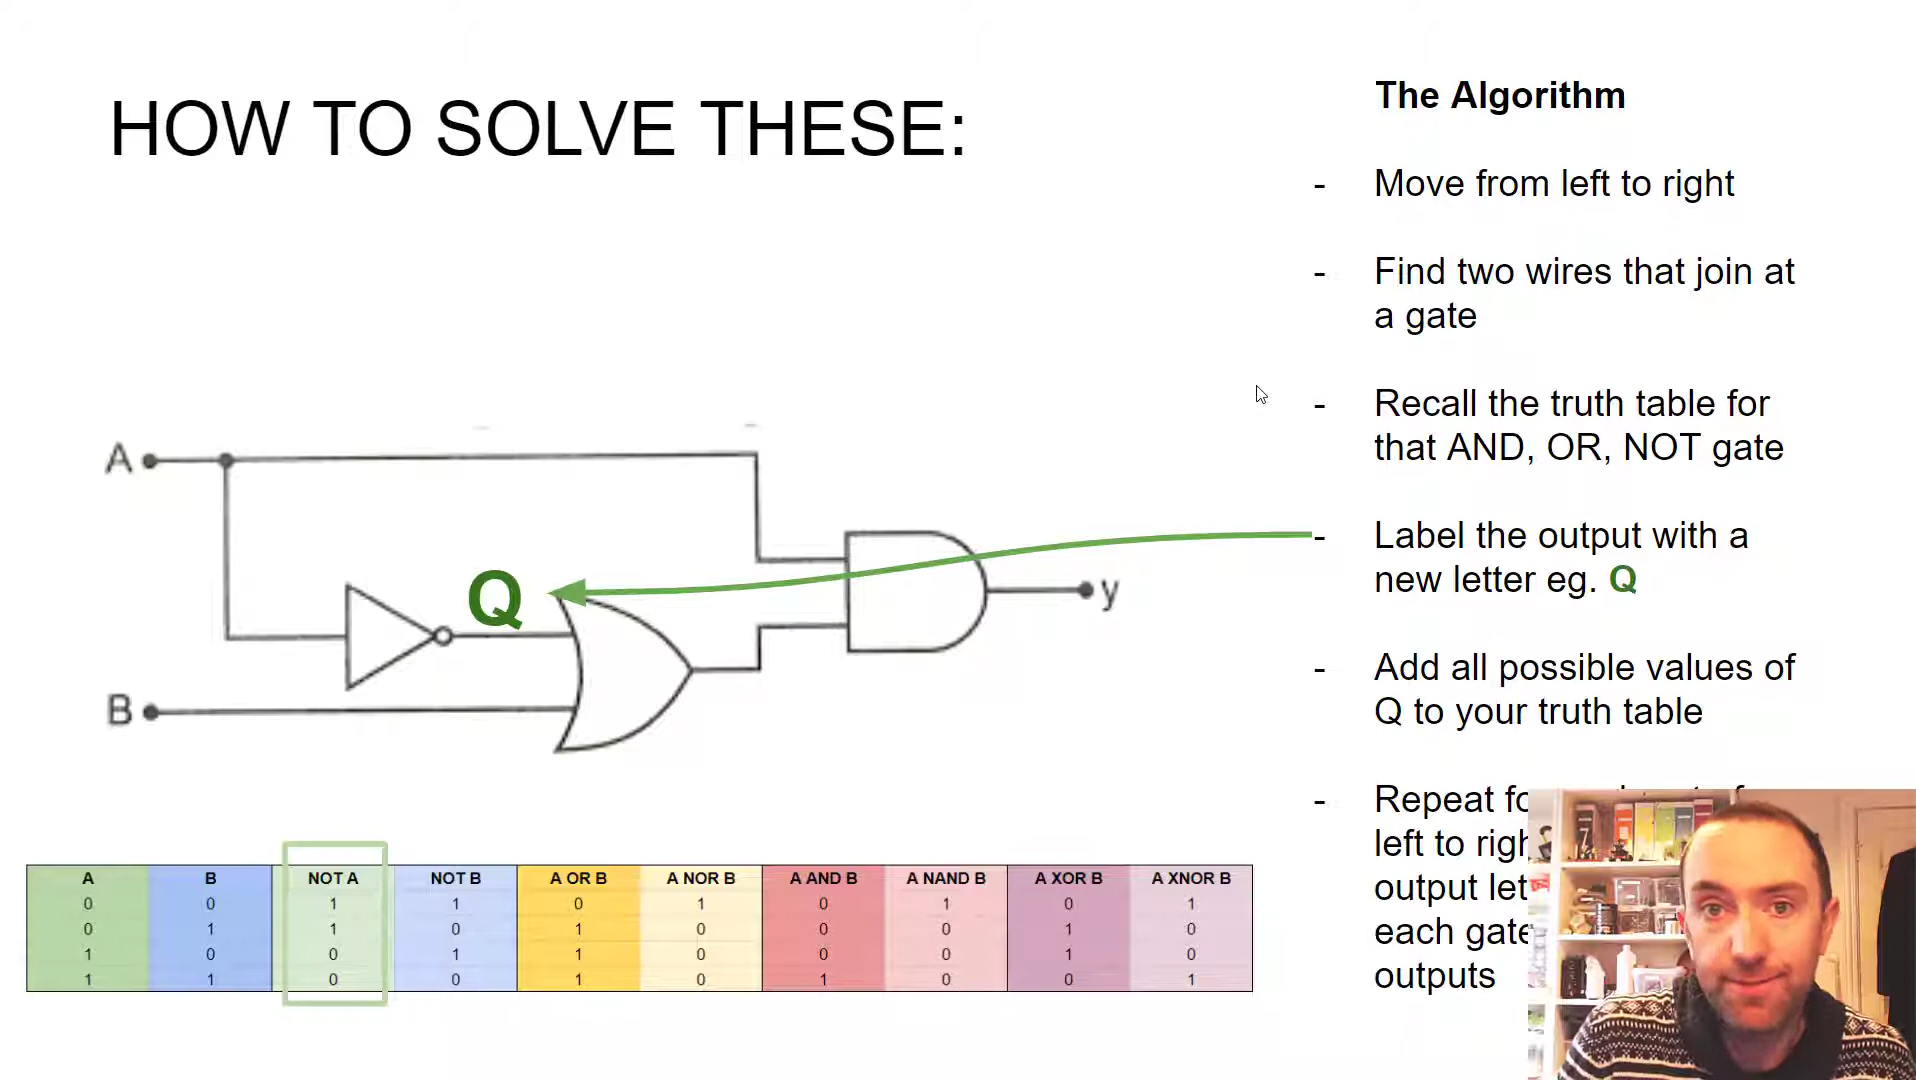 HOW TO SOLVE THESE:
The Algorithm
- Move from left to right
- Find two wires that join at
a gate
- Recall the truth table for
that AND, OR, NOT gate
- Label the output with a
new letter eg. Q
- Add all possible values of
Q to your truth table
- Repeat
left to
output
each
outputs
A
Q
B
y
A B NOT A NOT B A OR B A NOR B A AND B A NAND B A XOR B A XNOR B
0 0 1 1 0 1 0 1 0 1
0 1 1 0 1 0 0 0 1 0
1 0 0 1 1 0 0 0 1 0
1 1 0 0 1 0 1 0 0 1